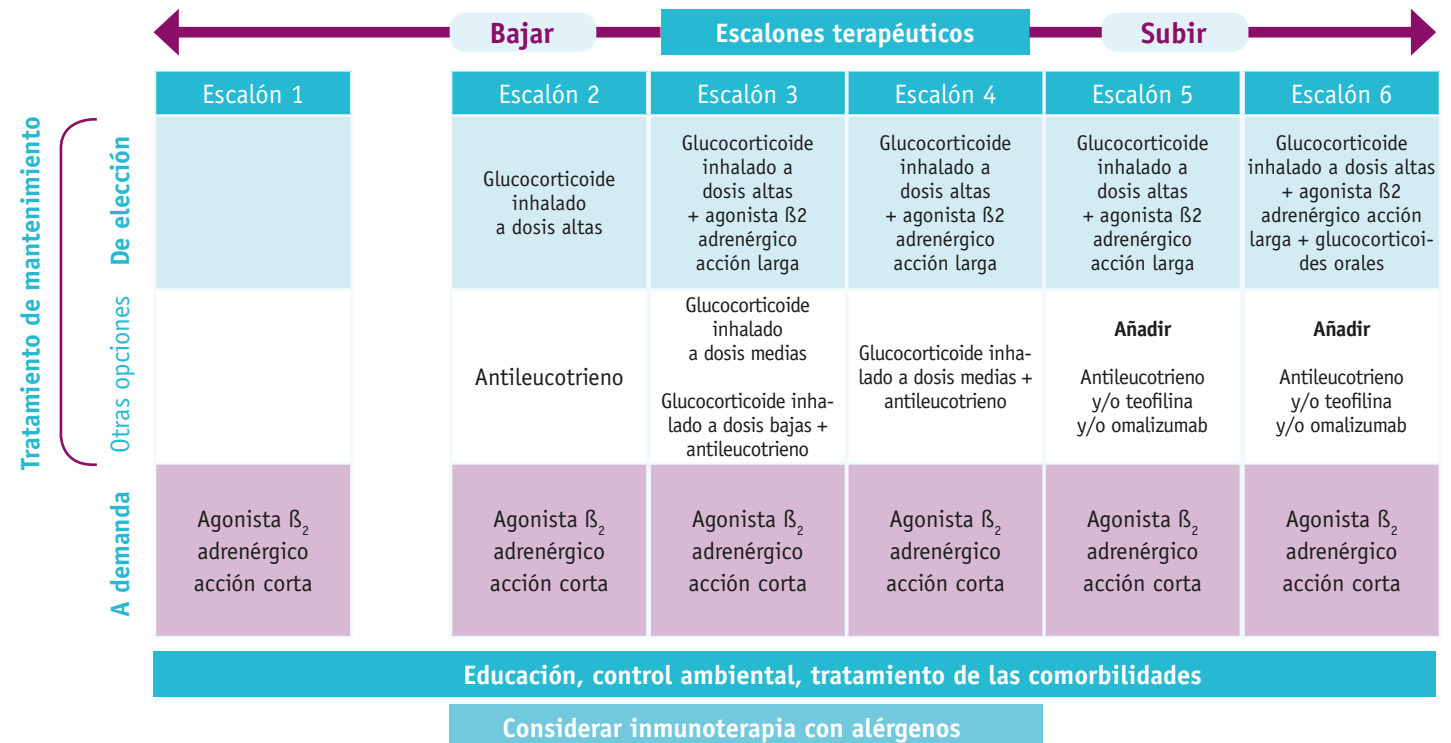 Bajar
Escalones terapéuticos
Subir
Escalón 1
Escalón 2
Escalón 3
Escalón 4
Escalón 5
Escalón 6
Tratamiento de mantenimiento
De elección
Glucocorticoide
inhalado
a dosis altas
Glucocorticoide
inhalado a
dosis altas
+ agonista ß2
adrenérgico
acción larga
Glucocorticoide
inhalado a
dosis altas
+ agonista ß2
adrenérgico
acción larga
Glucocorticoide
inhalado a
dosis altas
+ agonista ß2
adrenérgico
acción larga
Glucocorticoide
inhalado a dosis altas
+ agonista ß2
adrenérgico acción
larga + glucocorticoi-
des orales
Otras opciones
Antileucotrieno
Glucocorticoide
inhalado
a dosis medias
Glucocorticoide inha-
lado a dosis bajas +
antileucotrieno
Glucocorticoide inha-
lado a dosis medias +
antileucotrieno
Añadir
Antileucotrieno
y/o teofilina
y/o omalizumab
Añadir
Antileucotrieno
y/o teofilina
y/o omalizumab
A demanda
Agonista ß₂
adrenérgico
acción corta
Agonista ß₂
adrenérgico
acción corta
Agonista ß₂
adrenérgico
acción corta
Agonista ß₂
adrenérgico
acción corta
Agonista ß₂
adrenérgico
acción corta
Agonista ß₂
adrenérgico
acción corta
Educación, control ambiental, tratamiento de las comorbilidades
Considerar inmunoterapia con alérgenos